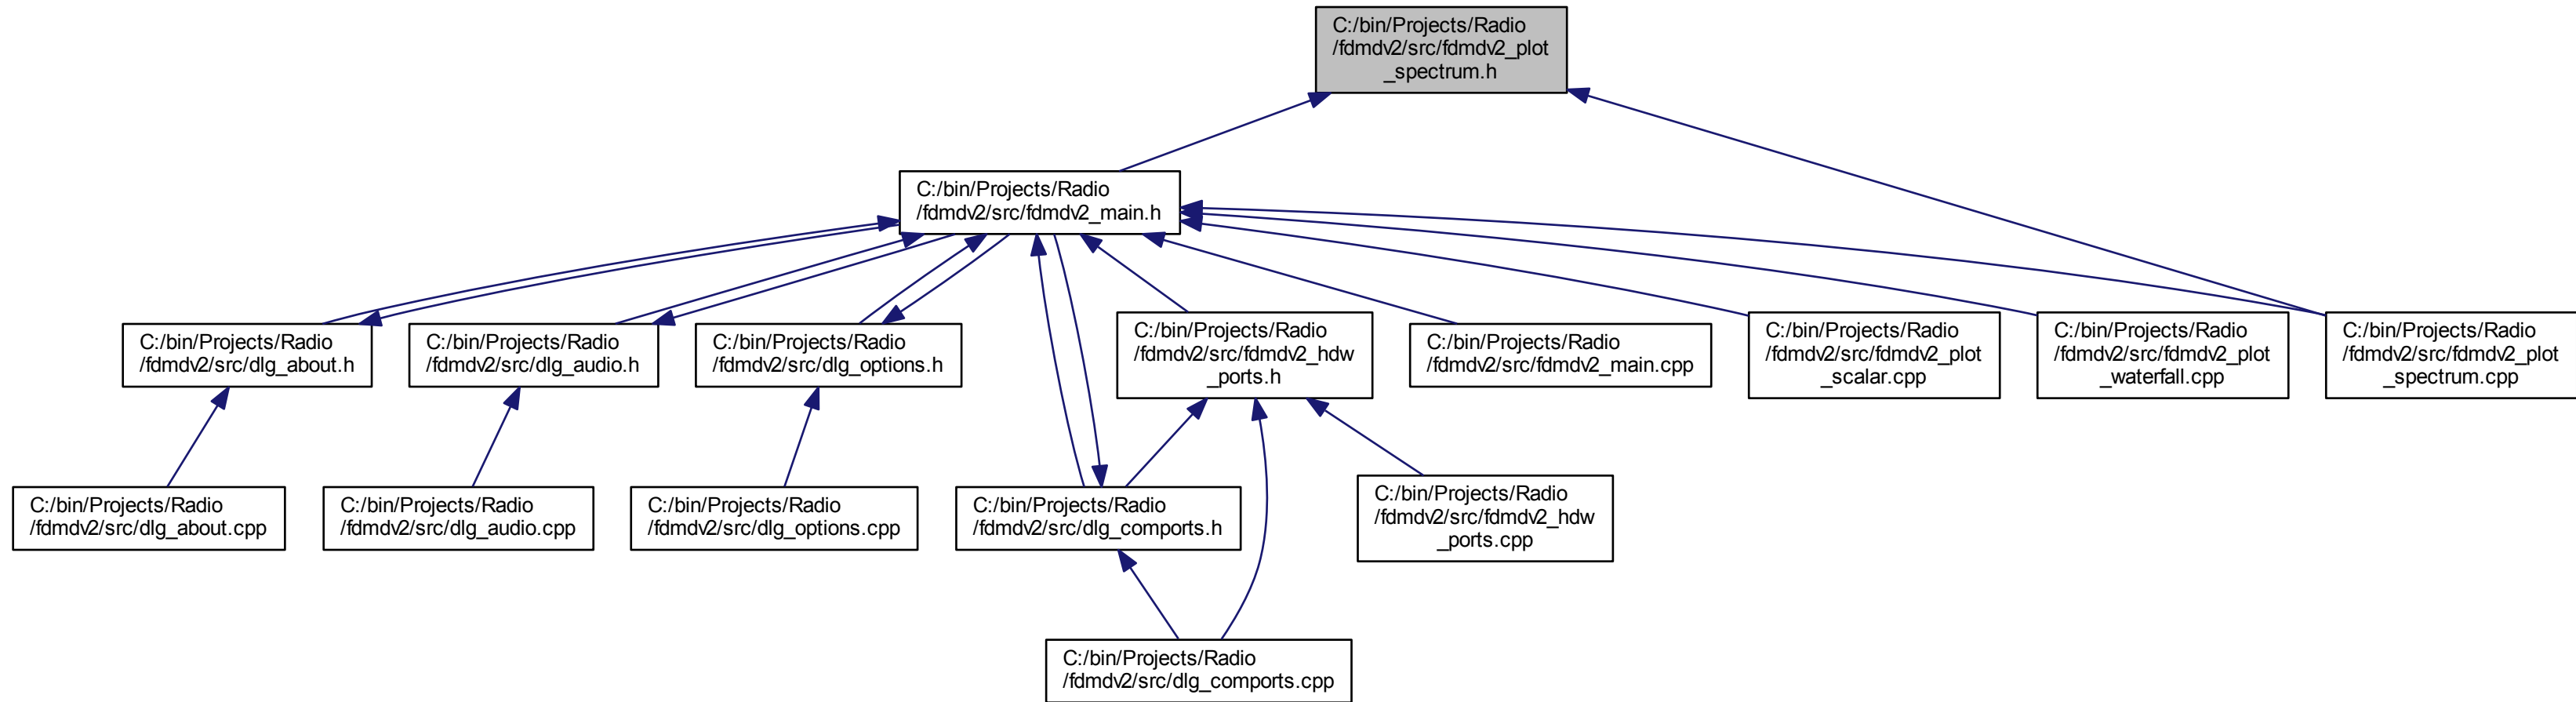 C:/bin/Projects/Radio
/fdmdv2/src/fdmdv2_plot
_spectrum.h
C:/bin/Projects/Radio
/fdmdv2/src/fdmdv2_main.h
C:/bin/Projects/Radio
/fdmdv2/src/dlg_about.h
C:/bin/Projects/Radio
/fdmdv2/src/dlg_audio.h
C:/bin/Projects/Radio
/fdmdv2/src/dlg_options.h
C:/bin/Projects/Radio
/fdmdv2/src/fdmdv2_hdw
_ports.h
C:/bin/Projects/Radio
/fdmdv2/src/fdmdv2_main.cpp
C:/bin/Projects/Radio
/fdmdv2/src/fdmdv2_plot
_scalar.cpp
C:/bin/Projects/Radio
/fdmdv2/src/fdmdv2_plot
_waterfall.cpp
C:/bin/Projects/Radio
/fdmdv2/src/fdmdv2_plot
_spectrum.cpp
C:/bin/Projects/Radio
/fdmdv2/src/dlg_about.cpp
C:/bin/Projects/Radio
/fdmdv2/src/dlg_audio.cpp
C:/bin/Projects/Radio
/fdmdv2/src/dlg_options.cpp
C:/bin/Projects/Radio
/fdmdv2/src/dlg_comports.h
C:/bin/Projects/Radio
/fdmdv2/src/fdmdv2_hdw
_ports.cpp
C:/bin/Projects/Radio
/fdmdv2/src/dlg_comports.cpp